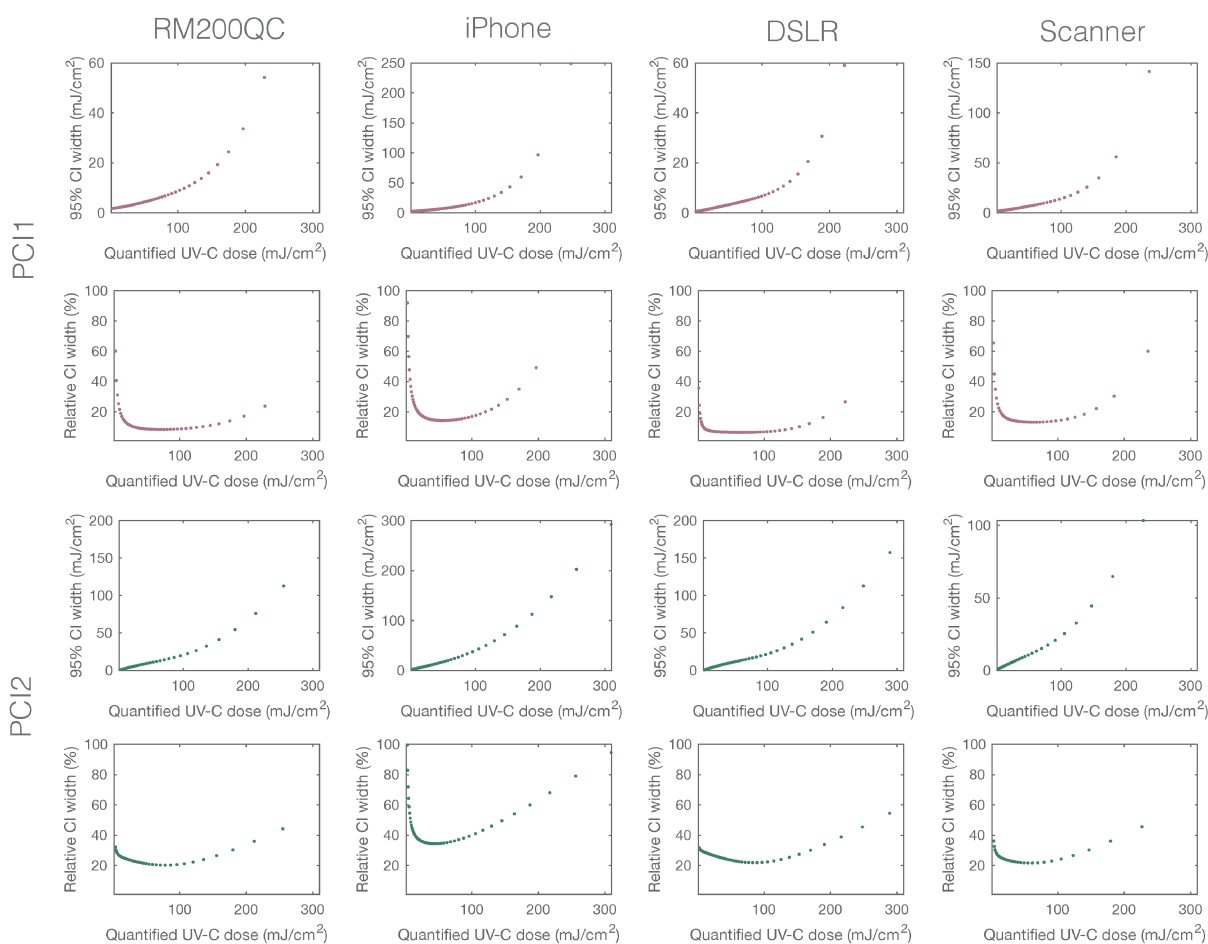 RM200QC iPhone DSLR Scanner
PCI1
95% CI width (mJ/cm²)
60
40
20
0
100 200 300
Quantified UV-C dose (mJ/cm²)
95% CI width (mJ/cm²)
250
200
150
100
50
0
100 200 300
Quantified UV-C dose (mJ/cm²)
95% CI width (mJ/cm²)
60
40
20
0
100 200 300
Quantified UV-C dose (mJ/cm²)
95% CI width (mJ/cm²)
150
100
50
0
100 200 300
Quantified UV-C dose (mJ/cm²)
Relative CI width (%)
100
80
60
40
20
100 200 300
Quantified UV-C dose (mJ/cm²)
Relative CI width (%)
100
80
60
40
20
100 200 300
Quantified UV-C dose (mJ/cm²)
Relative CI width (%)
100
80
60
40
20
100 200 300
Quantified UV-C dose (mJ/cm²)
Relative CI width (%)
100
80
60
40
20
100 200 300
Quantified UV-C dose (mJ/cm²)
PCI2
95% CI width (mJ/cm²)
200
150
100
50
0
100 200 300
Quantified UV-C dose (mJ/cm²)
95% CI width (mJ/cm²)
300
200
100
0
100 200 300
Quantified UV-C dose (mJ/cm²)
95% CI width (mJ/cm²)
200
150
100
50
0
100 200 300
Quantified UV-C dose (mJ/cm²)
95% CI width (mJ/cm²)
100
50
0
100 200 300
Quantified UV-C dose (mJ/cm²)
Relative CI width (%)
100
80
60
40
20
100 200 300
Quantified UV-C dose (mJ/cm²)
Relative CI width (%)
100
80
60
40
20
100 200 300
Quantified UV-C dose (mJ/cm²)
Relative CI width (%)
100
80
60
40
20
100 200 300
Quantified UV-C dose (mJ/cm²)
Relative CI width (%)
100
80
60
40
20
100 200 300
Quantified UV-C dose (mJ/cm²)